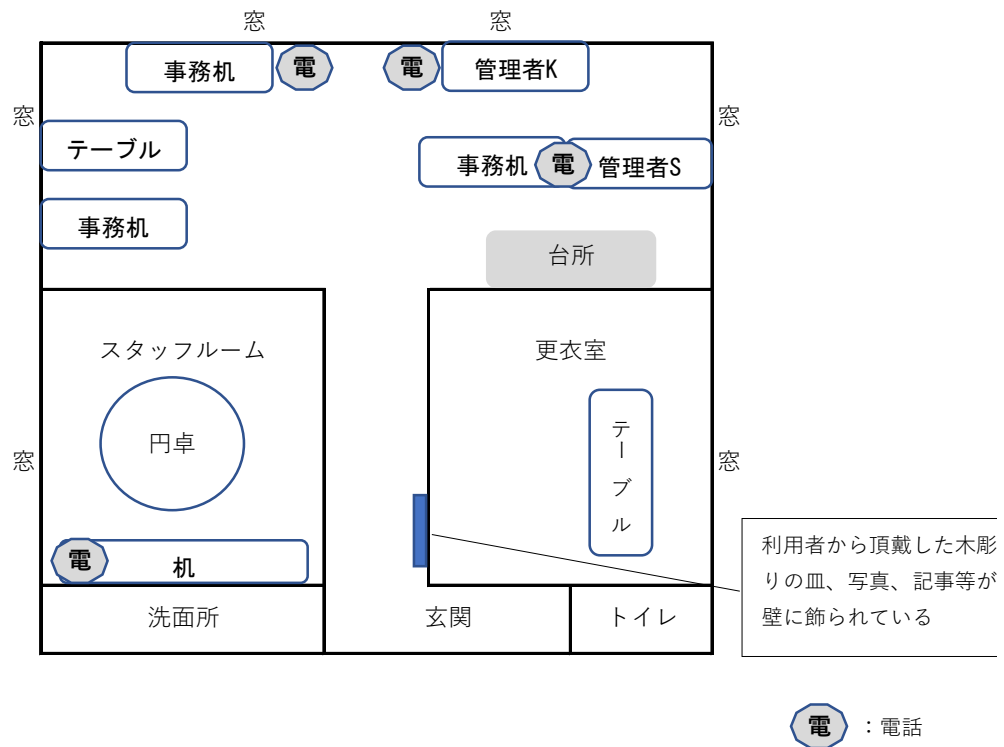 窓
窓
事務机
電
電
管理者K
窓
窓
テーブル
事務机
電
管理者S
事務机
台所
スタッフルーム
更衣室
円卓
テーブル
窓
窓
電
机
利用者から頂戴した木彫
りの皿、写真、記事等が
壁に飾られている
洗面所
玄関
トイレ
電
：電話